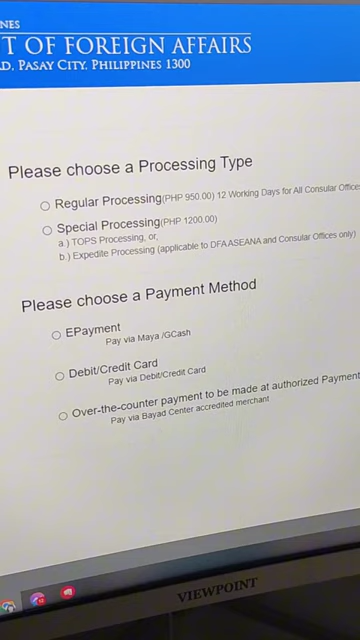 NES
T OF FOREIGN AFFAIRS
D, PASAY CITY, PHILIPPINES 1300
Please choose a Processing Type
Regular Processing(PHP 950.00) 12 Working Days for All Consular Offices
Special Processing(PHP 1200.00)
a.) TOPS Processing, or,
b.) Expedite Processing (applicable to DFAASEANA and Consular Offices only)
Please choose a Payment Method
EPayment
Pay via Maya /GCash
Debit/Credit Card
Pay via Debit/Credit Card
Over-the-counter payment to be made at authorized Payment
Pay via Bayad Center accredited merchant
VIEWPOINT